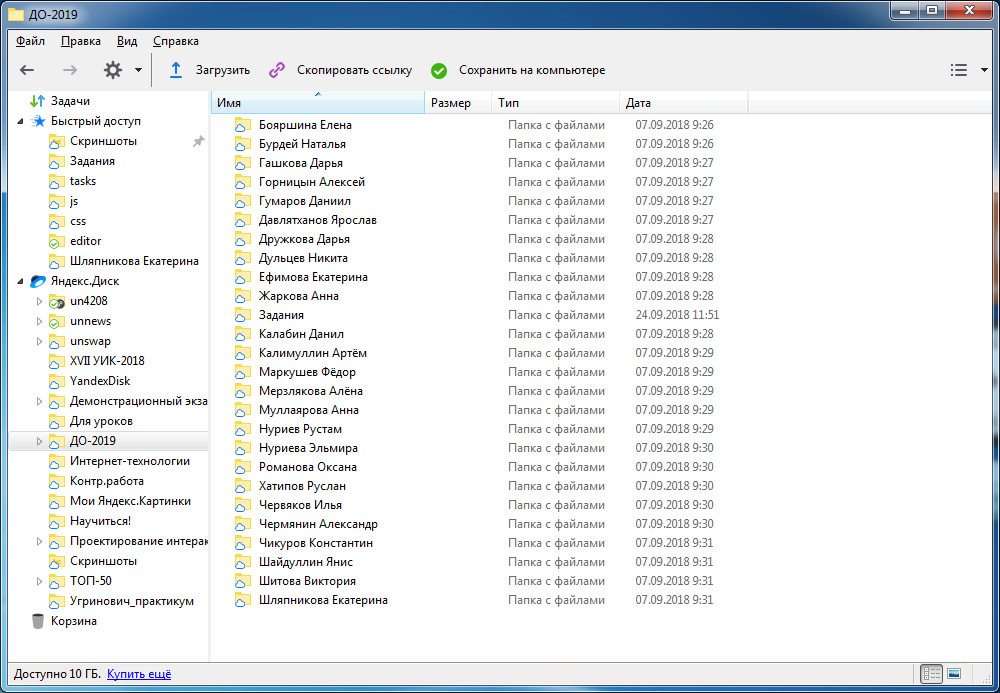 ДО-2019
Файл Правка Вид Справка
Загрузить Скопировать ссылку Сохранить на компьютере
Задачи
Быстрый доступ
Скриншоты
Задания
tasks
js
css
editor
Шляпникова Екатерина
Яндекс.Диск
un4208
unnews
unswap
XVII УИК-2018
YandexDisk
Демонстрационный экза
Для уроков
ДО-2019
Интернет-технологии
Контр.работа
Мои Яндекс.Картинки
Научиться!
Проектирование интерак
Скриншоты
ТОП-50
Угринович_практикум
Корзина
Имя Размер Тип Дата
Бояршина Елена Папка с файлами 07.09.2018 9:26
Бурдей Наталья Папка с файлами 07.09.2018 9:26
Гашкова Дарья Папка с файлами 07.09.2018 9:27
Горницын Алексей Папка с файлами 07.09.2018 9:27
Гумаров Даниил Папка с файлами 07.09.2018 9:27
Давлятханов Ярослав Папка с файлами 07.09.2018 9:27
Дружкова Дарья Папка с файлами 07.09.2018 9:28
Дульцев Никита Папка с файлами 07.09.2018 9:28
Ефимова Екатерина Папка с файлами 07.09.2018 9:28
Жаркова Анна Папка с файлами 07.09.2018 9:28
Задания Папка с файлами 24.09.2018 11:51
Калабин Данил Папка с файлами 07.09.2018 9:28
Калимуллин Артём Папка с файлами 07.09.2018 9:29
Маркушев Фёдор Папка с файлами 07.09.2018 9:29
Мерзлякова Алёна Папка с файлами 07.09.2018 9:29
Муллаярова Анна Папка с файлами 07.09.2018 9:29
Нуриев Рустам Папка с файлами 07.09.2018 9:29
Нуриева Эльмира Папка с файлами 07.09.2018 9:30
Романова Оксана Папка с файлами 07.09.2018 9:30
Хатипов Руслан Папка с файлами 07.09.2018 9:30
Червяков Илья Папка с файлами 07.09.2018 9:30
Чермянин Александр Папка с файлами 07.09.2018 9:30
Чикуров Константин Папка с файлами 07.09.2018 9:31
Шайдуллин Янис Папка с файлами 07.09.2018 9:31
Шитова Виктория Папка с файлами 07.09.2018 9:31
Шляпникова Екатерина Папка с файлами 07.09.2018 9:31
Доступно 10 ГБ. Купить ещё